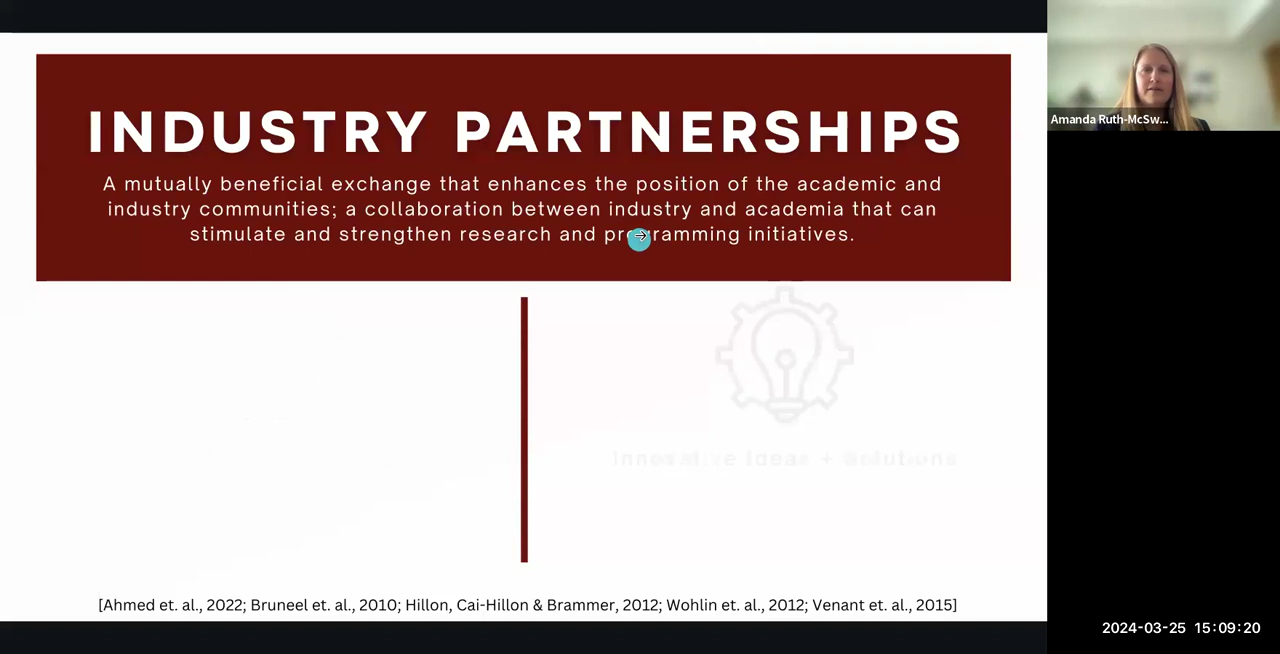 INDUSTRY PARTNERSHIPS
A mutually beneficial exchange that enhances the position of the academic and
industry communities; a collaboration between industry and academia that can
stimulate and strengthen research and programming initiatives.
Innovative Ideas + Solutions
[Ahmed et. al., 2022; Bruneel et. al., 2010; Hillon, Cai-Hillon & Brammer, 2012; Wohlin et. al., 2012; Venant et. al., 2015]
Amanda Ruth-McSw...
2024-03-25 15:09:20